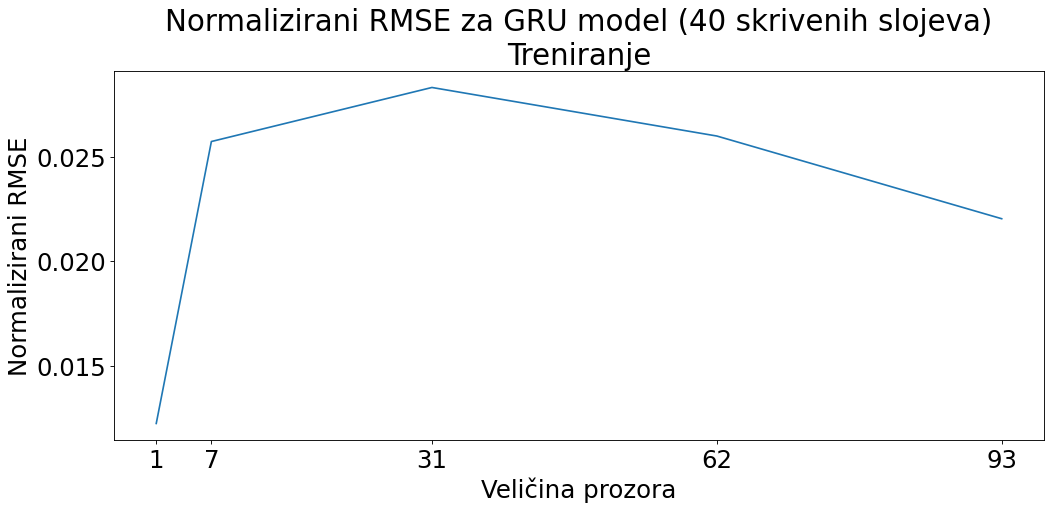 Normalizirani RMSE za GRU model (40 skrivenih slojeva)
Treniranje
Normalizirani RMSE
0.025
0.020
0.015
1 7 31 62 93
Veličina prozora